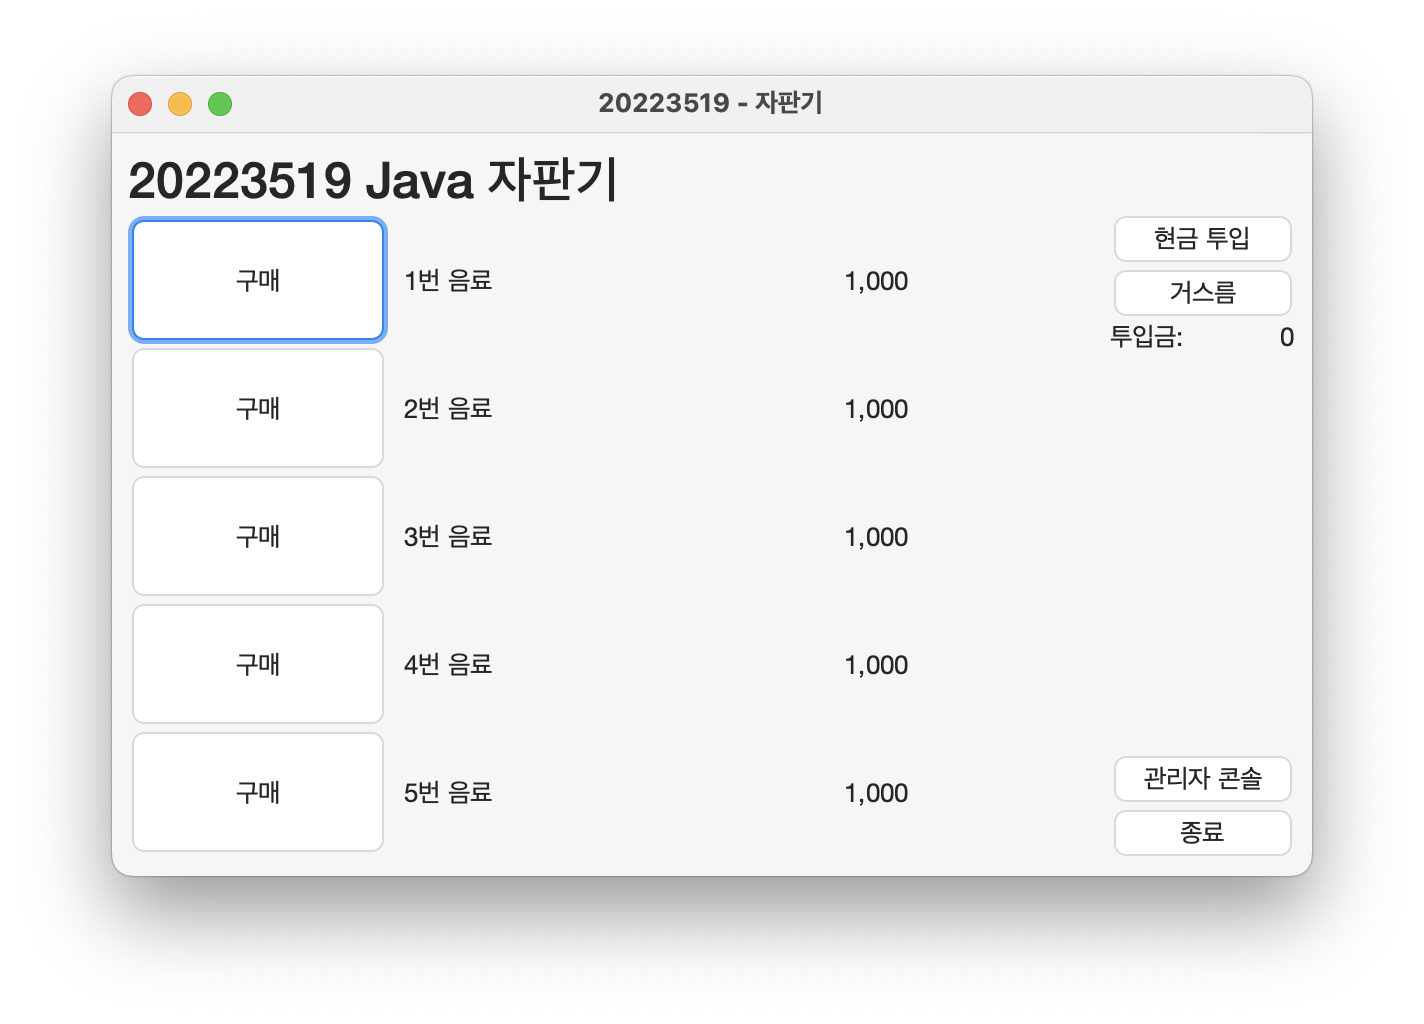 20223519 - 자판기
20223519 Java 자판기
구매 1번 음료 1,000
구매 2번 음료 1,000
구매 3번 음료 1,000
구매 4번 음료 1,000
구매 5번 음료 1,000
현금 투입
거스름
투입금: 0
관리자 콘솔
종료